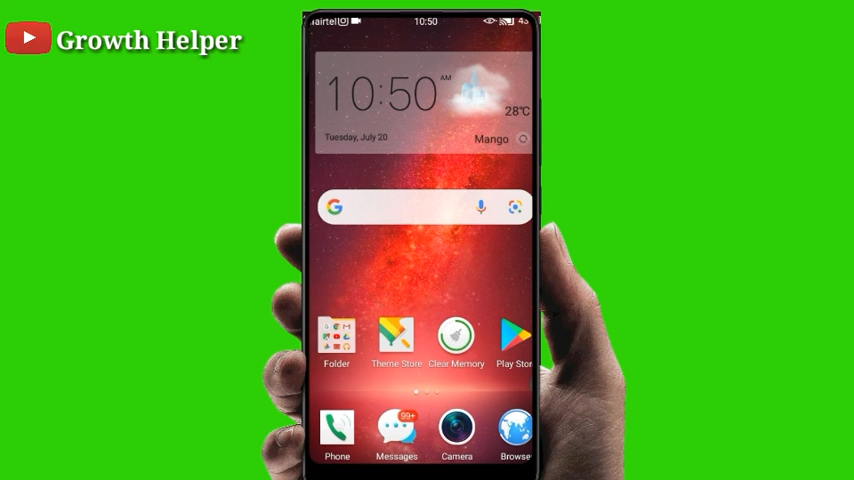 Growth Helper
airtel 10:50
10:50 AM
28°C
Tuesday, July 20
Mango
Folder Theme Store Clear Memory Play Stor
99+
Phone Messages Camera Browse